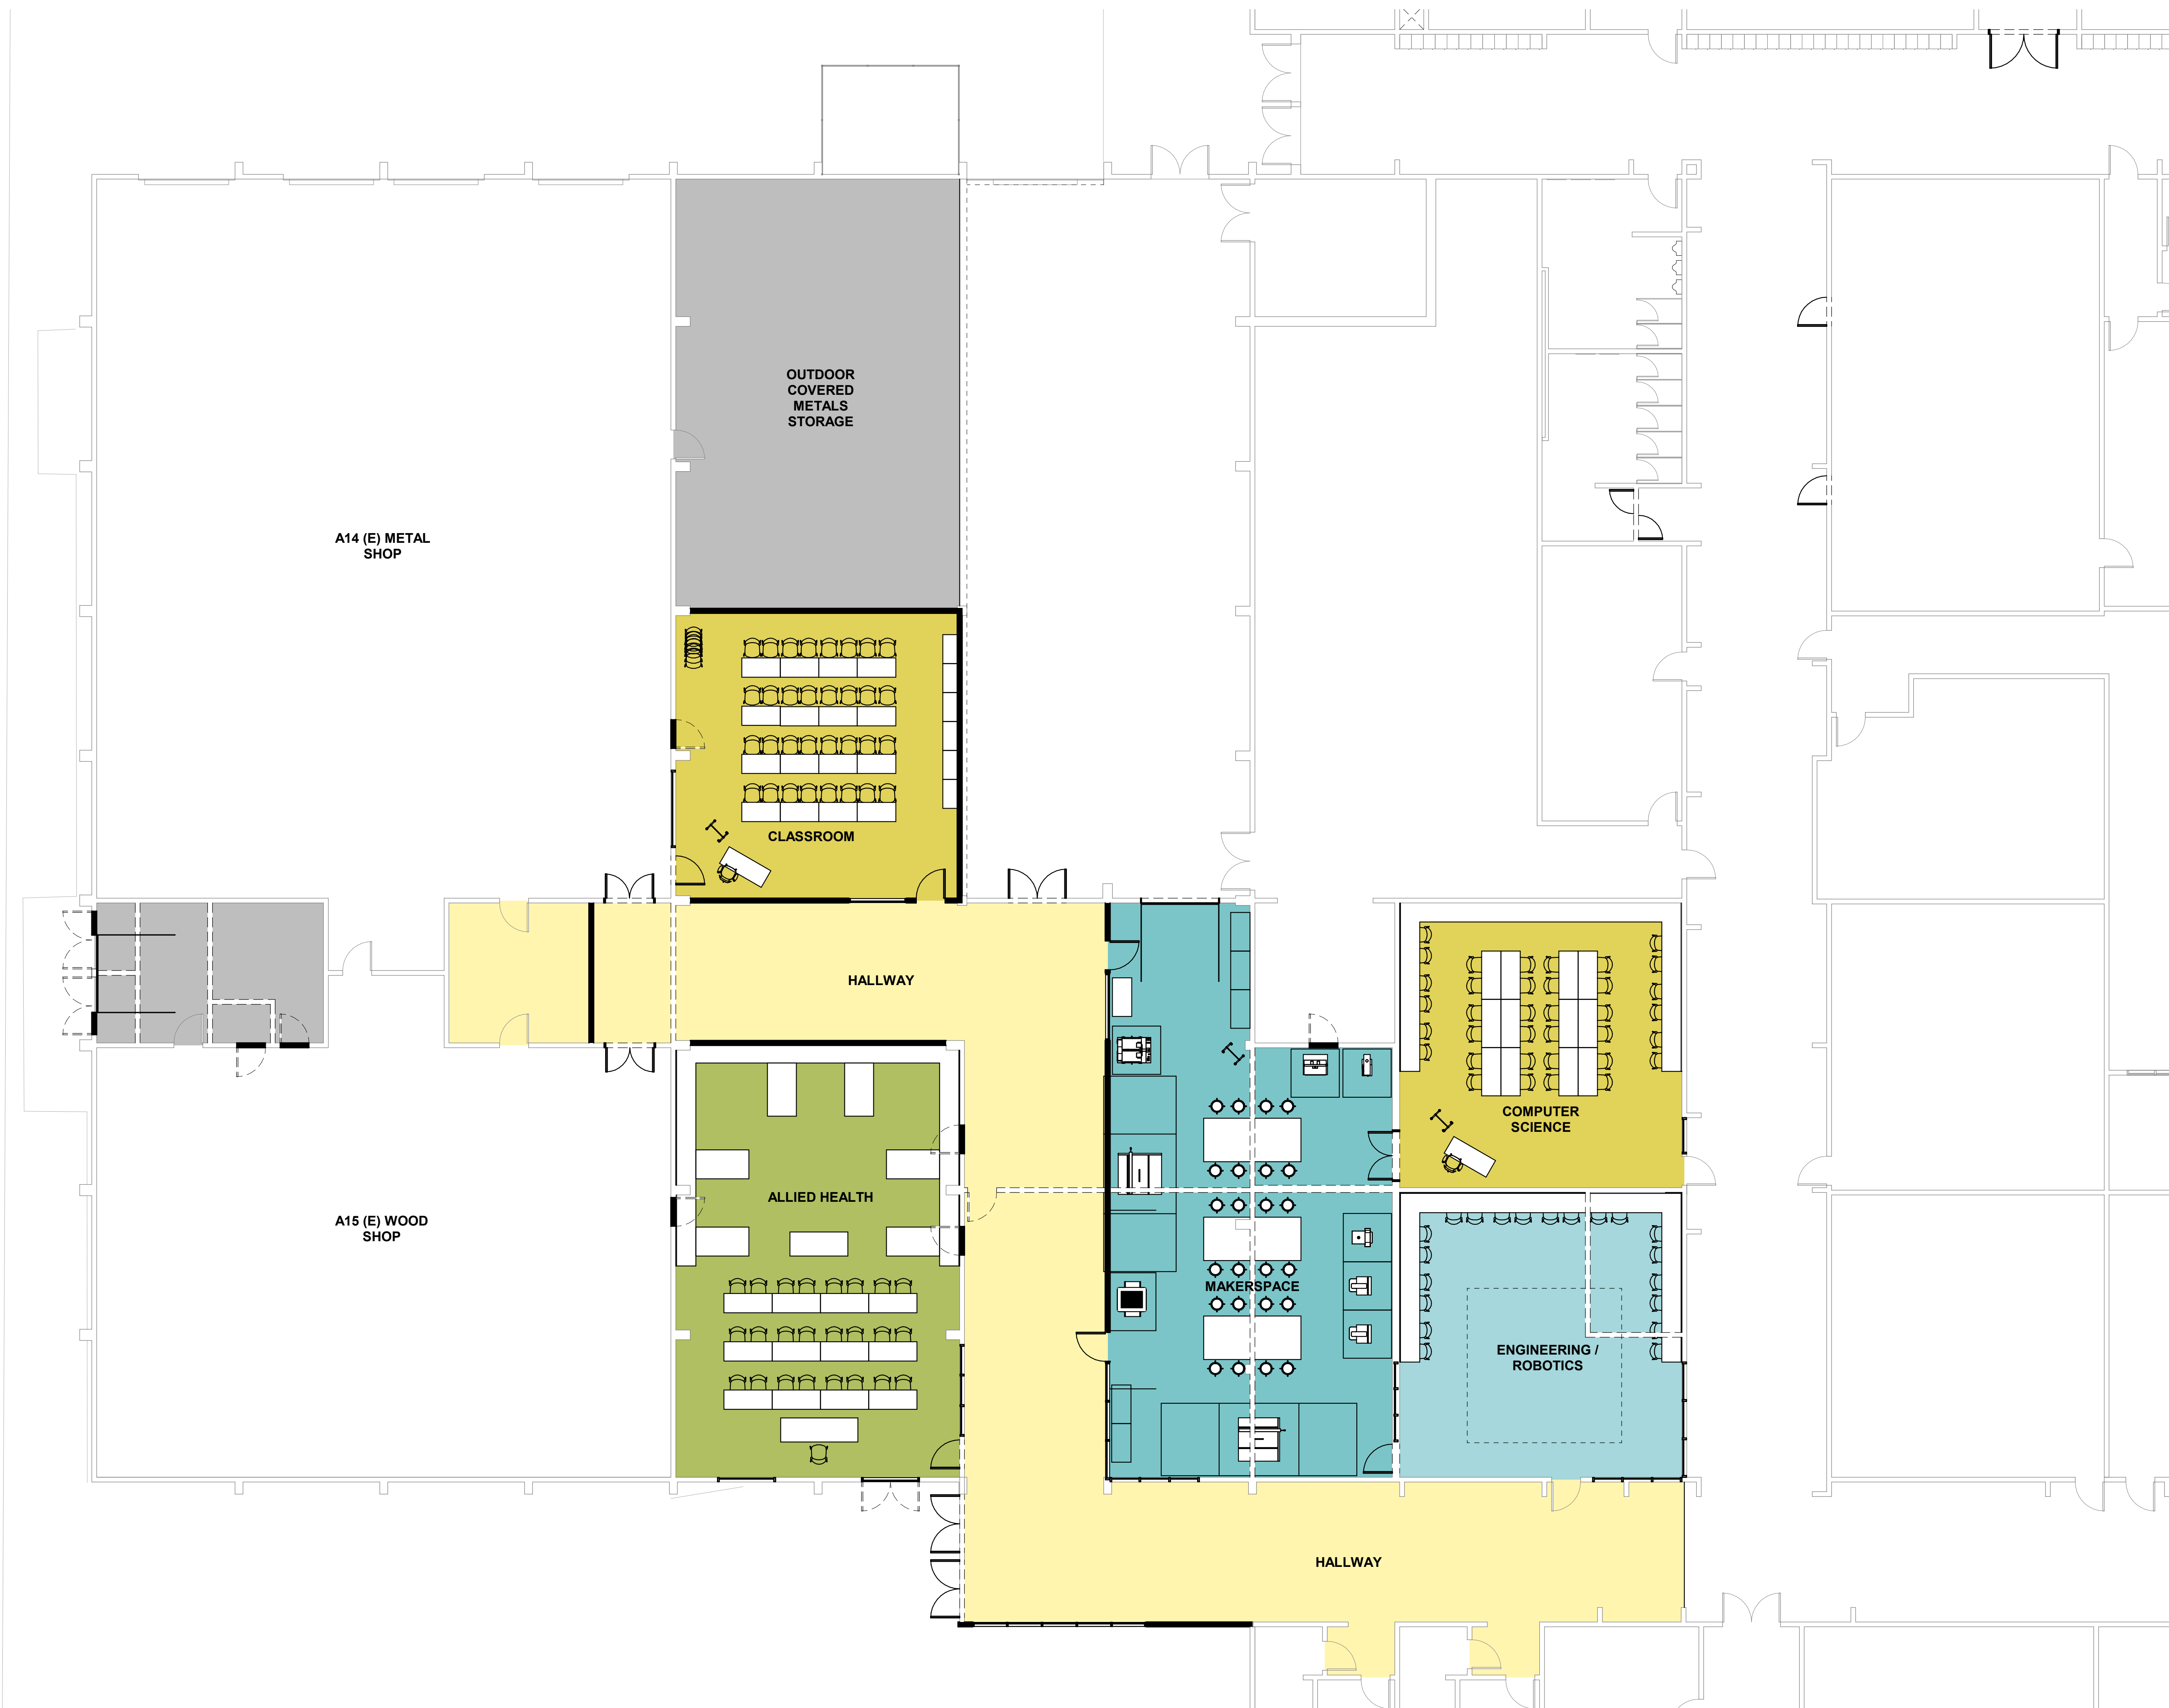 OUTDOOR
COVERED
METALS
STORAGE
A14 (E) METAL
SHOP
CLASSROOM
HALLWAY
COMPUTER
SCIENCE
ALLIED HEALTH
A15 (E) WOOD
SHOP
MAKERSPACE
ENGINEERING /
ROBOTICS
HALLWAY